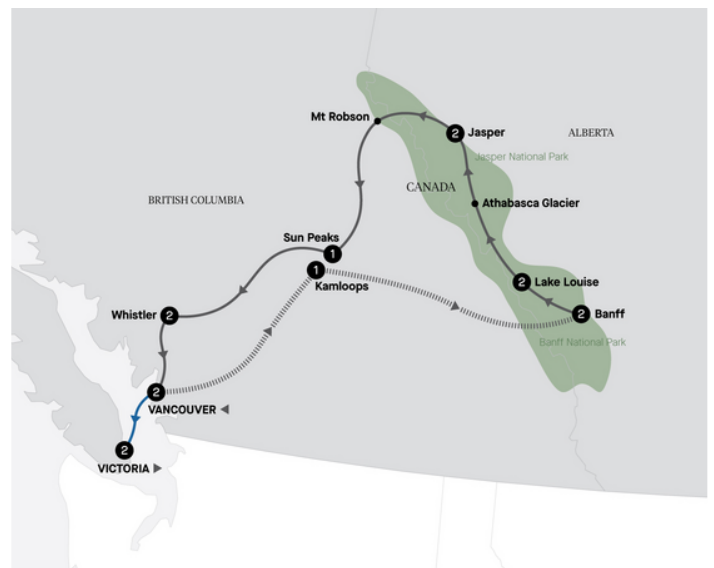 Mt Robson
2 Jasper
ALBERTA
Jasper National Park
CANADA
BRITISH COLUMBIA
Athabasca Glacier
Sun Peaks
1
1
Kamloops
2 Lake Louise
Whistler 2
2 Banff
Banff National Park
2
VANCOUVER ◀
2
VICTORIA ▶